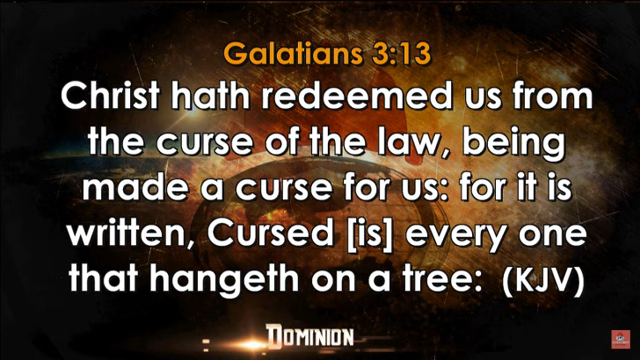 Galatians 3:13
Christ hath redeemed us from
the curse of the law, being
made a curse for us: for it is
written, Cursed [is] every one
that hangeth on a tree: (KJV)
DOMINION